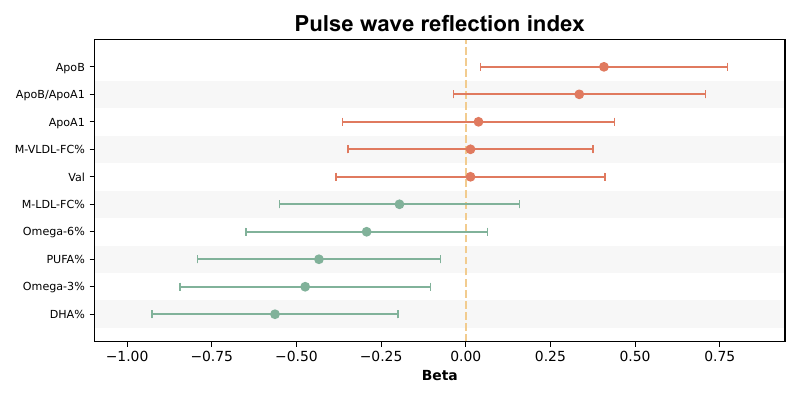 Pulse wave reflection index
ApoB
ApoB/ApoA1
ApoA1
M-VLDL-FC%
Val
M-LDL-FC%
Omega-6%
PUFA%
Omega-3%
DHA%
−1.00 −0.75 −0.50 −0.25 0.00 0.25 0.50 0.75
Beta